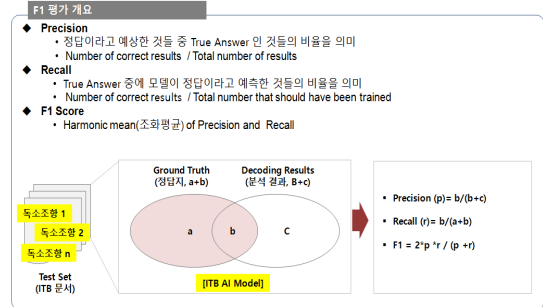 F1 평가 개요
◆ Precision
• 정답이라고 예상한 것들 중 True Answer 인 것들의 비율을 의미
• Number of correct results / Total number of results
◆ Recall
• True Answer 중에 모델이 정답이라고 예측한 것들의 비율을 의미
• Number of correct results / Total number that should have been trained
◆ F1 Score
• Harmonic mean(조화평균) of Precision and Recall
독소조항 1
독소조항 2
독소조항 n
Test Set
(ITB 문서)
Ground Truth
(정답지, a+b)
Decoding Results
(분석 결과, B+c)
a
b
C
[ITB AI Model]
▪ Precision (p)= b/(b+c)
▪ Recall (r)= b/(a+b)
▪ F1 = 2*p *r / (p +r)